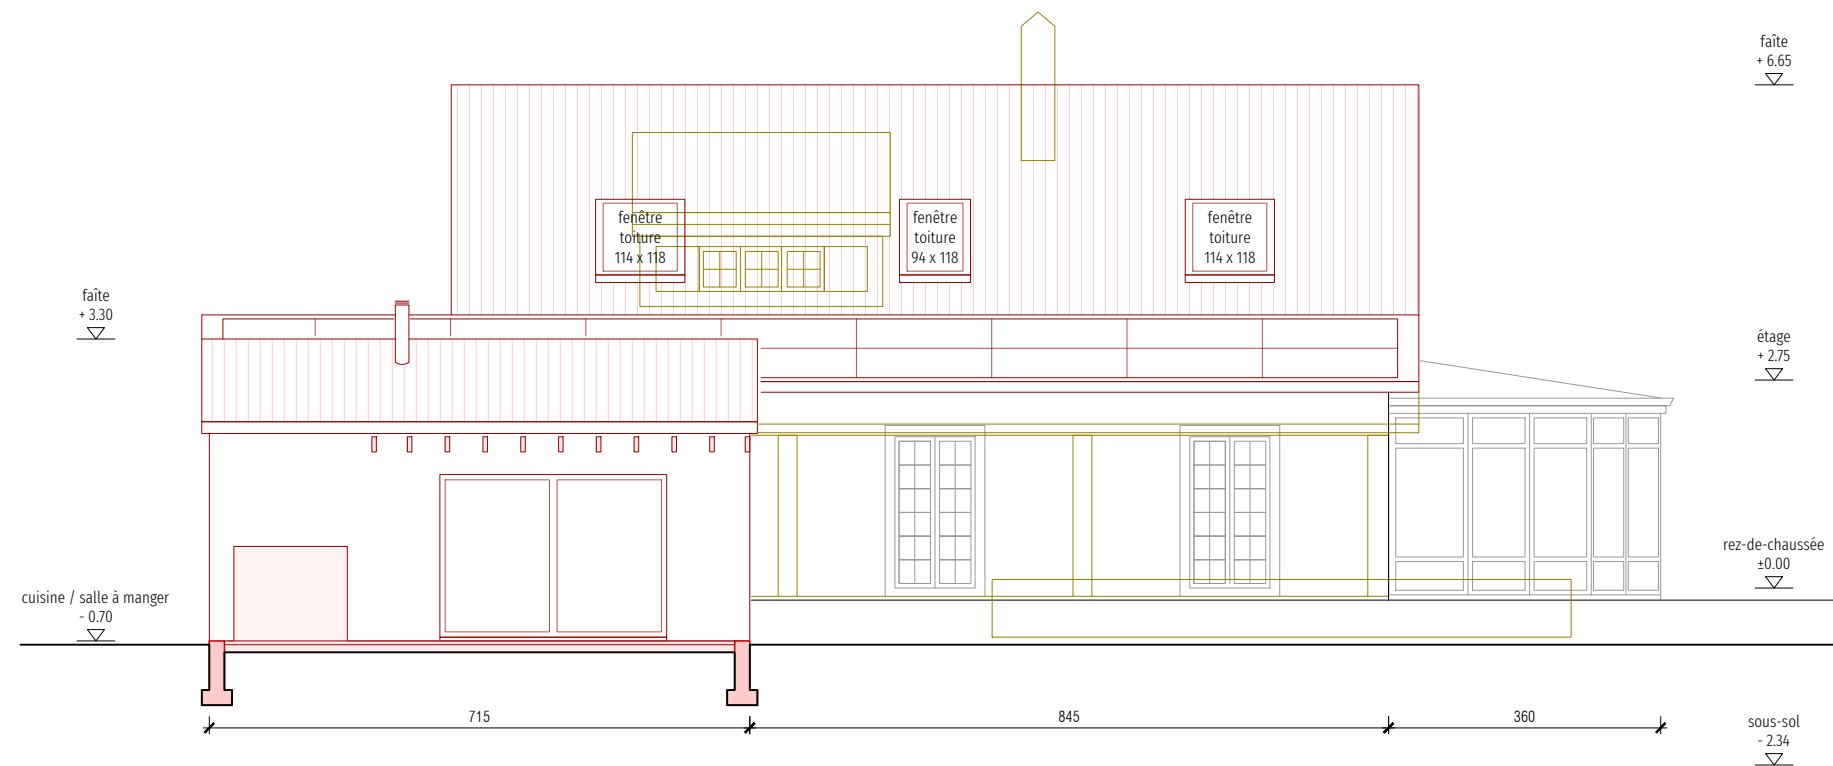 faîte
+ 6.65
fenêtre
toiture
114 x 118
fenêtre
toiture
94 x 118
fenêtre
toiture
114 x 118
faîte
+ 3.30
étage
+ 2.75
rez-de-chaussée
±0.00
cuisine / salle à manger
- 0.70
715
845
360
sous-sol
- 2.34